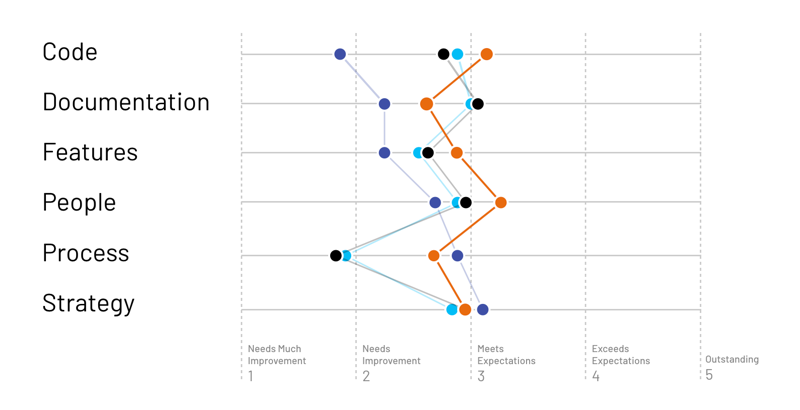 Code
Documentation
Features
People
Process
Strategy
Needs Much
Improvement
1
Needs
Improvement
2
Meets
Expectations
3
Exceeds
Expectations
4
Outstanding
5